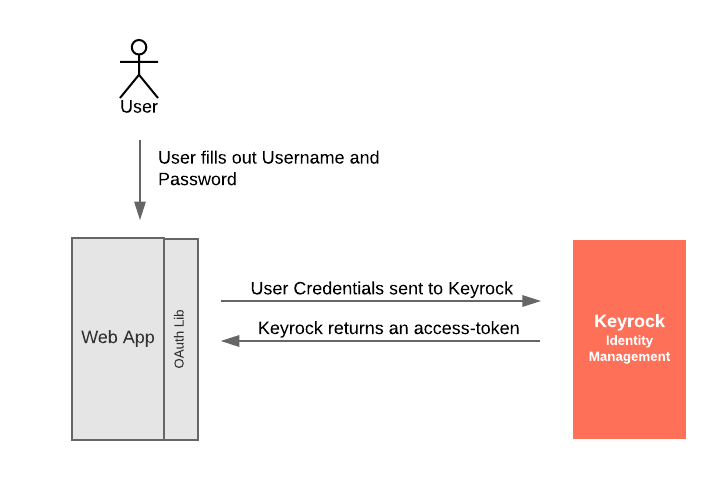 User
User fills out Username and
Password
User Credentials sent to Keyrock
Keyrock returns an access-token
Web App
OAuth Lib
Keyrock
Identity
Management